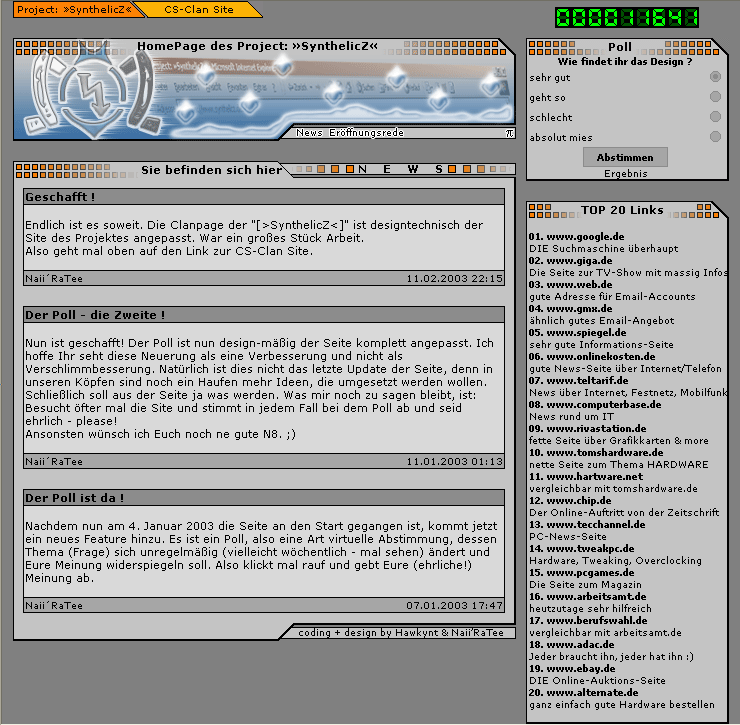 Project: »SynthelicZ«
CS-Clan Site
000011641
HomePage des Project: »SynthelicZ«
News Eröffnungsrede
π
Sie befinden sich hier
N E W S
Geschafft !
Endlich ist es soweit. Die Clanpage der "[>SynthelicZ<]" ist designtechnisch der
Site des Projektes angepasst. War ein großes Stück Arbeit.
Also geht mal oben auf den Link zur CS-Clan Site.
Naii´RaTee 11.02.2003 22:15
Der Poll - die Zweite !
Nun ist geschafft! Der Poll ist nun design-mäßig der Seite komplett angepasst. Ich
hoffe Ihr seht diese Neuerung als eine Verbesserung und nicht als
Verschlimmbesserung. Natürlich ist dies nicht das letzte Update der Seite, denn in
unseren Köpfen sind noch ein Haufen mehr Ideen, die umgesetzt werden wollen.
Schließlich soll aus der Seite ja was werden. Was mir noch zu sagen bleibt, ist:
Besucht öfter mal die Site und stimmt in jedem Fall bei dem Poll ab und seid
ehrlich - please!
Ansonsten wünsch ich Euch noch ne gute N8. ;)
Naii´RaTee 11.01.2003 01:13
Der Poll ist da !
Nachdem nun am 4. Januar 2003 die Seite an den Start gegangen ist, kommt jetzt
ein neues Feature hinzu. Es ist ein Poll, also eine Art virtuelle Abstimmung, dessen
Thema (Frage) sich unregelmäßig (vielleicht wöchentlich - mal sehen) ändert und
Eure Meinung widerspiegeln soll. Also klickt mal rauf und gebt Eure (ehrliche!)
Meinung ab.
Naii´RaTee 07.01.2003 17:47
coding + design by Hawkynt & Naii'RaTee
Poll
Wie findet ihr das Design ?
sehr gut
geht so
schlecht
absolut mies
Abstimmen
Ergebnis
TOP 20 Links
01. www.google.de
DIE Suchmaschine überhaupt
02. www.giga.de
Die Seite zur TV-Show mit massig Infos
03. www.web.de
gute Adresse für Email-Accounts
04. www.gmx.de
ähnlich gutes Email-Angebot
05. www.spiegel.de
sehr gute Informations-Seite
06. www.onlinekosten.de
gute News-Seite über Internet/Telefon
07. www.teltarif.de
News über Internet, Festnetz, Mobilfunk
08. www.computerbase.de
News rund um IT
09. www.rivastation.de
fette Seite über Grafikkarten & more
10. www.tomshardware.de
nette Seite zum Thema HARDWARE
11. www.hartware.net
vergleichbar mit tomshardware.de
12. www.chip.de
Der Online-Auftritt von der Zeitschrift
13. www.tecchannel.de
PC-News-Seite
14. www.tweakpc.de
Hardware, Tweaking, Overclocking
15. www.pcgames.de
Die Seite zum Magazin
16. www.arbeitsamt.de
heutzutage sehr hilfreich
17. www.berufswahl.de
vergleichbar mit arbeitsamt.de
18. www.adac.de
Jeder braucht ihn, jeder hat ihn :)
19. www.ebay.de
DIE Online-Auktions-Seite
20. www.alternate.de
ganz einfach gute Hardware bestellen